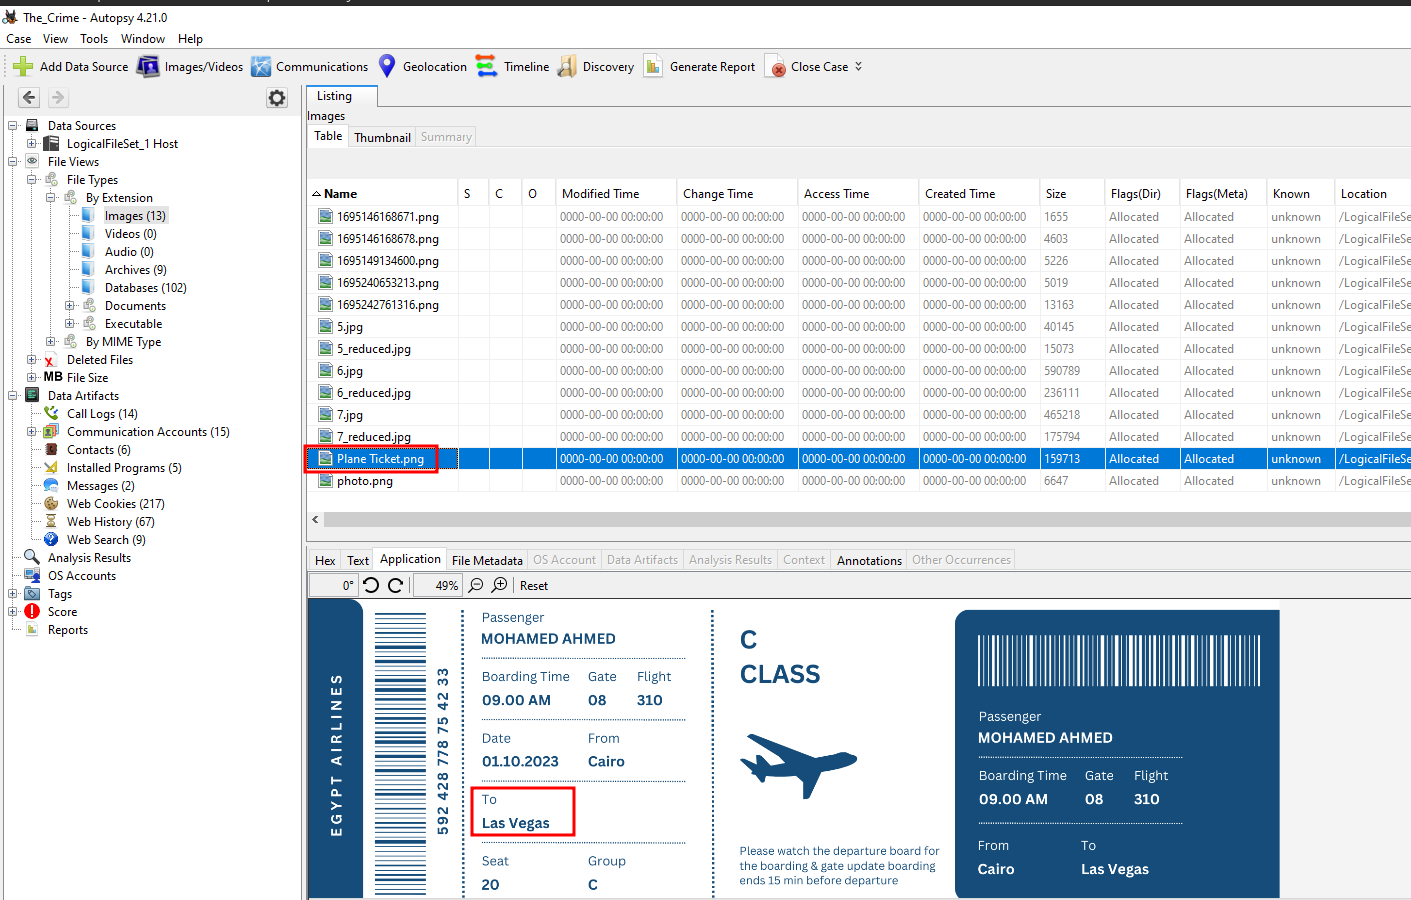 The_Crime - Autopsy 4.21.0
Case View Tools Window Help
Add Data Source Images/Videos Communications Geolocation Timeline Discovery Generate Report Close Case
Data Sources
LogicalFileSet_1 Host
File Views
File Types
By Extension
Images (13)
Videos (0)
Audio (0)
Archives (9)
Databases (102)
Documents
Executable
By MIME Type
Deleted Files
MB File Size
Data Artifacts
Call Logs (14)
Communication Accounts (15)
Contacts (6)
Installed Programs (5)
Messages (2)
Web Cookies (217)
Web History (67)
Web Search (9)
Analysis Results
OS Accounts
Tags
Score
Reports
Listing
Images
Table Thumbnail Summary
Name S C O Modified Time Change Time Access Time Created Time Size Flags(Dir) Flags(Meta) Known Location
1695146168671.png 0000-00-00 00:00:00 0000-00-00 00:00:00 0000-00-00 00:00:00 0000-00-00 00:00:00 1655 Allocated Allocated unknown /LogicalFileSe
1695146168678.png 0000-00-00 00:00:00 0000-00-00 00:00:00 0000-00-00 00:00:00 0000-00-00 00:00:00 4603 Allocated Allocated unknown /LogicalFileSe
1695149134600.png 0000-00-00 00:00:00 0000-00-00 00:00:00 0000-00-00 00:00:00 0000-00-00 00:00:00 5226 Allocated Allocated unknown /LogicalFileSe
1695240653213.png 0000-00-00 00:00:00 0000-00-00 00:00:00 0000-00-00 00:00:00 0000-00-00 00:00:00 5019 Allocated Allocated unknown /LogicalFileSe
1695242761316.png 0000-00-00 00:00:00 0000-00-00 00:00:00 0000-00-00 00:00:00 0000-00-00 00:00:00 13163 Allocated Allocated unknown /LogicalFileSe
5.jpg 0000-00-00 00:00:00 0000-00-00 00:00:00 0000-00-00 00:00:00 0000-00-00 00:00:00 40145 Allocated Allocated unknown /LogicalFileSe
5_reduced.jpg 0000-00-00 00:00:00 0000-00-00 00:00:00 0000-00-00 00:00:00 0000-00-00 00:00:00 15073 Allocated Allocated unknown /LogicalFileSe
6.jpg 0000-00-00 00:00:00 0000-00-00 00:00:00 0000-00-00 00:00:00 0000-00-00 00:00:00 590789 Allocated Allocated unknown /LogicalFileSe
6_reduced.jpg 0000-00-00 00:00:00 0000-00-00 00:00:00 0000-00-00 00:00:00 0000-00-00 00:00:00 236111 Allocated Allocated unknown /LogicalFileSe
7.jpg 0000-00-00 00:00:00 0000-00-00 00:00:00 0000-00-00 00:00:00 0000-00-00 00:00:00 465218 Allocated Allocated unknown /LogicalFileSe
7_reduced.jpg 0000-00-00 00:00:00 0000-00-00 00:00:00 0000-00-00 00:00:00 0000-00-00 00:00:00 175794 Allocated Allocated unknown /LogicalFileSe
Plane Ticket.png 0000-00-00 00:00:00 0000-00-00 00:00:00 0000-00-00 00:00:00 0000-00-00 00:00:00 159713 Allocated Allocated unknown /LogicalFileSe
photo.png 0000-00-00 00:00:00 0000-00-00 00:00:00 0000-00-00 00:00:00 0000-00-00 00:00:00 6647 Allocated Allocated unknown /LogicalFileSe
Hex Text Application File Metadata OS Account Data Artifacts Analysis Results Context Annotations Other Occurrences
0° 49% Reset
EGYPT AIRLINES
592 428 778 75 42 33
Passenger
MOHAMED AHMED
Boarding Time Gate Flight
09.00 AM 08 310
Date From
01.10.2023 Cairo
To
Las Vegas
Seat Group
20 C
C
CLASS
Please watch the departure board for
the boarding & gate update boarding
ends 15 min before departure
Passenger
MOHAMED AHMED
Boarding Time Gate Flight
09.00 AM 08 310
From To
Cairo Las Vegas